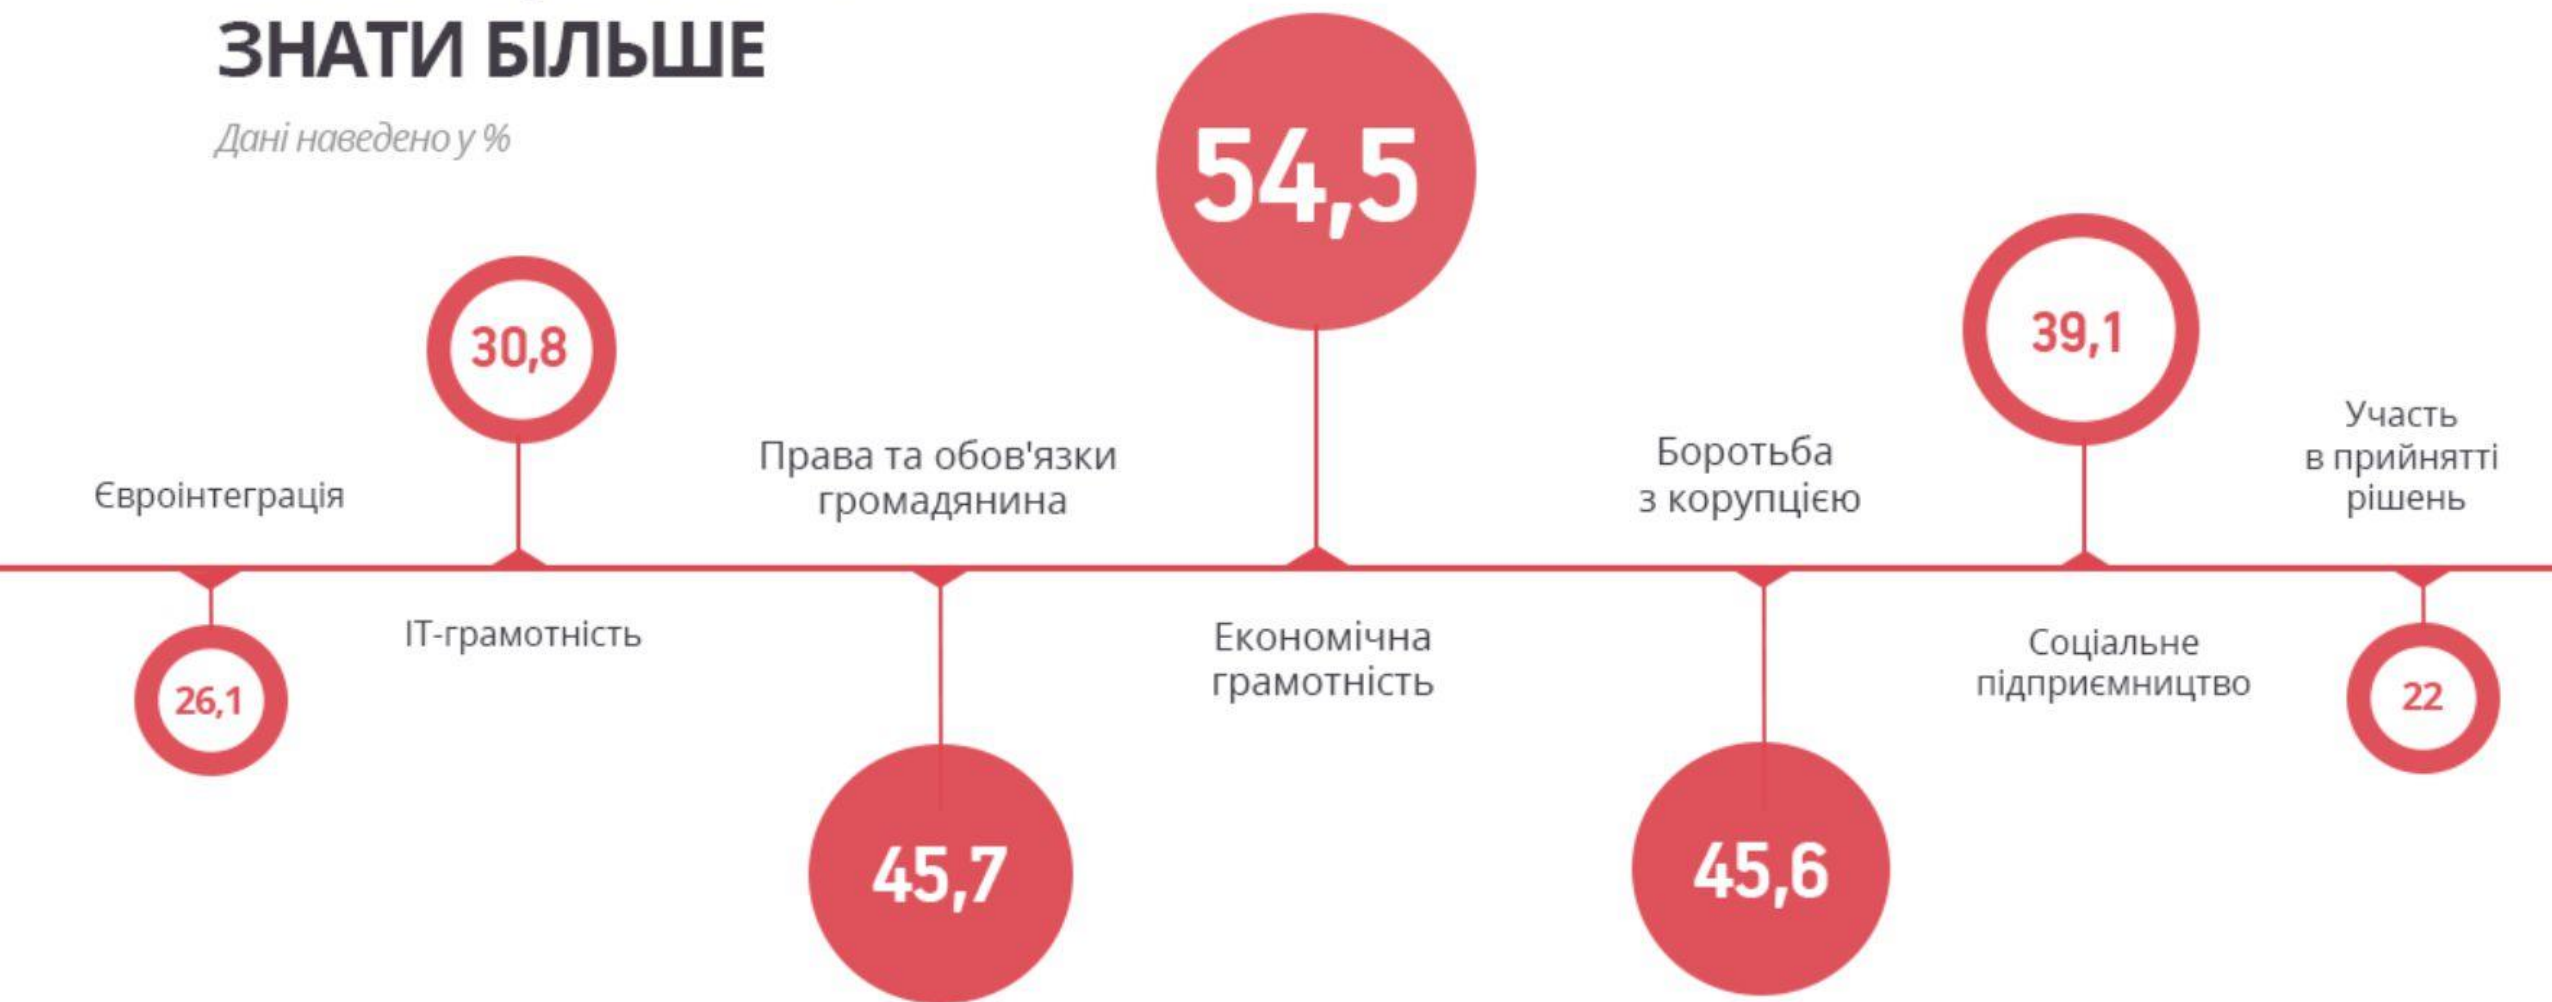 ЗНАТИ БІЛЬШЕ
Дані наведено у %
54,5
30,8
39,1
Євроінтеграція
Права та обов'язки
громадянина
Боротьба
з корупцією
Участь
в прийнятті
рішень
26,1
ІТ-грамотність
45,7
Економічна
грамотність
45,6
Соціальне
підприємництво
22